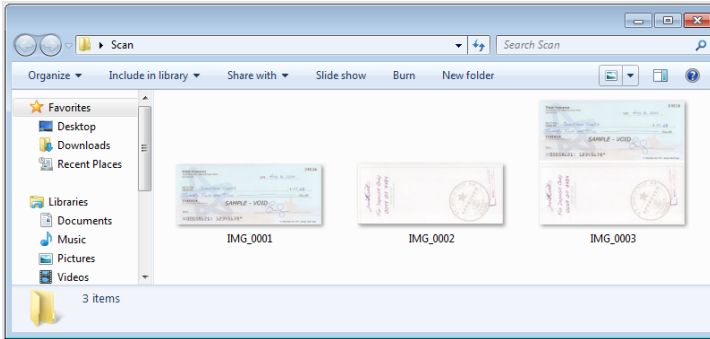 Scan
Search Scan
Organize
Include in library
Share with
Slide show
Burn
New folder
Favorites
Desktop
Downloads
Recent Places
Libraries
Documents
Music
Pictures
Videos
SAMPLE - VOID
IMG_0001
IMG_0002
SAMPLE - VOID
IMG_0003
3 items